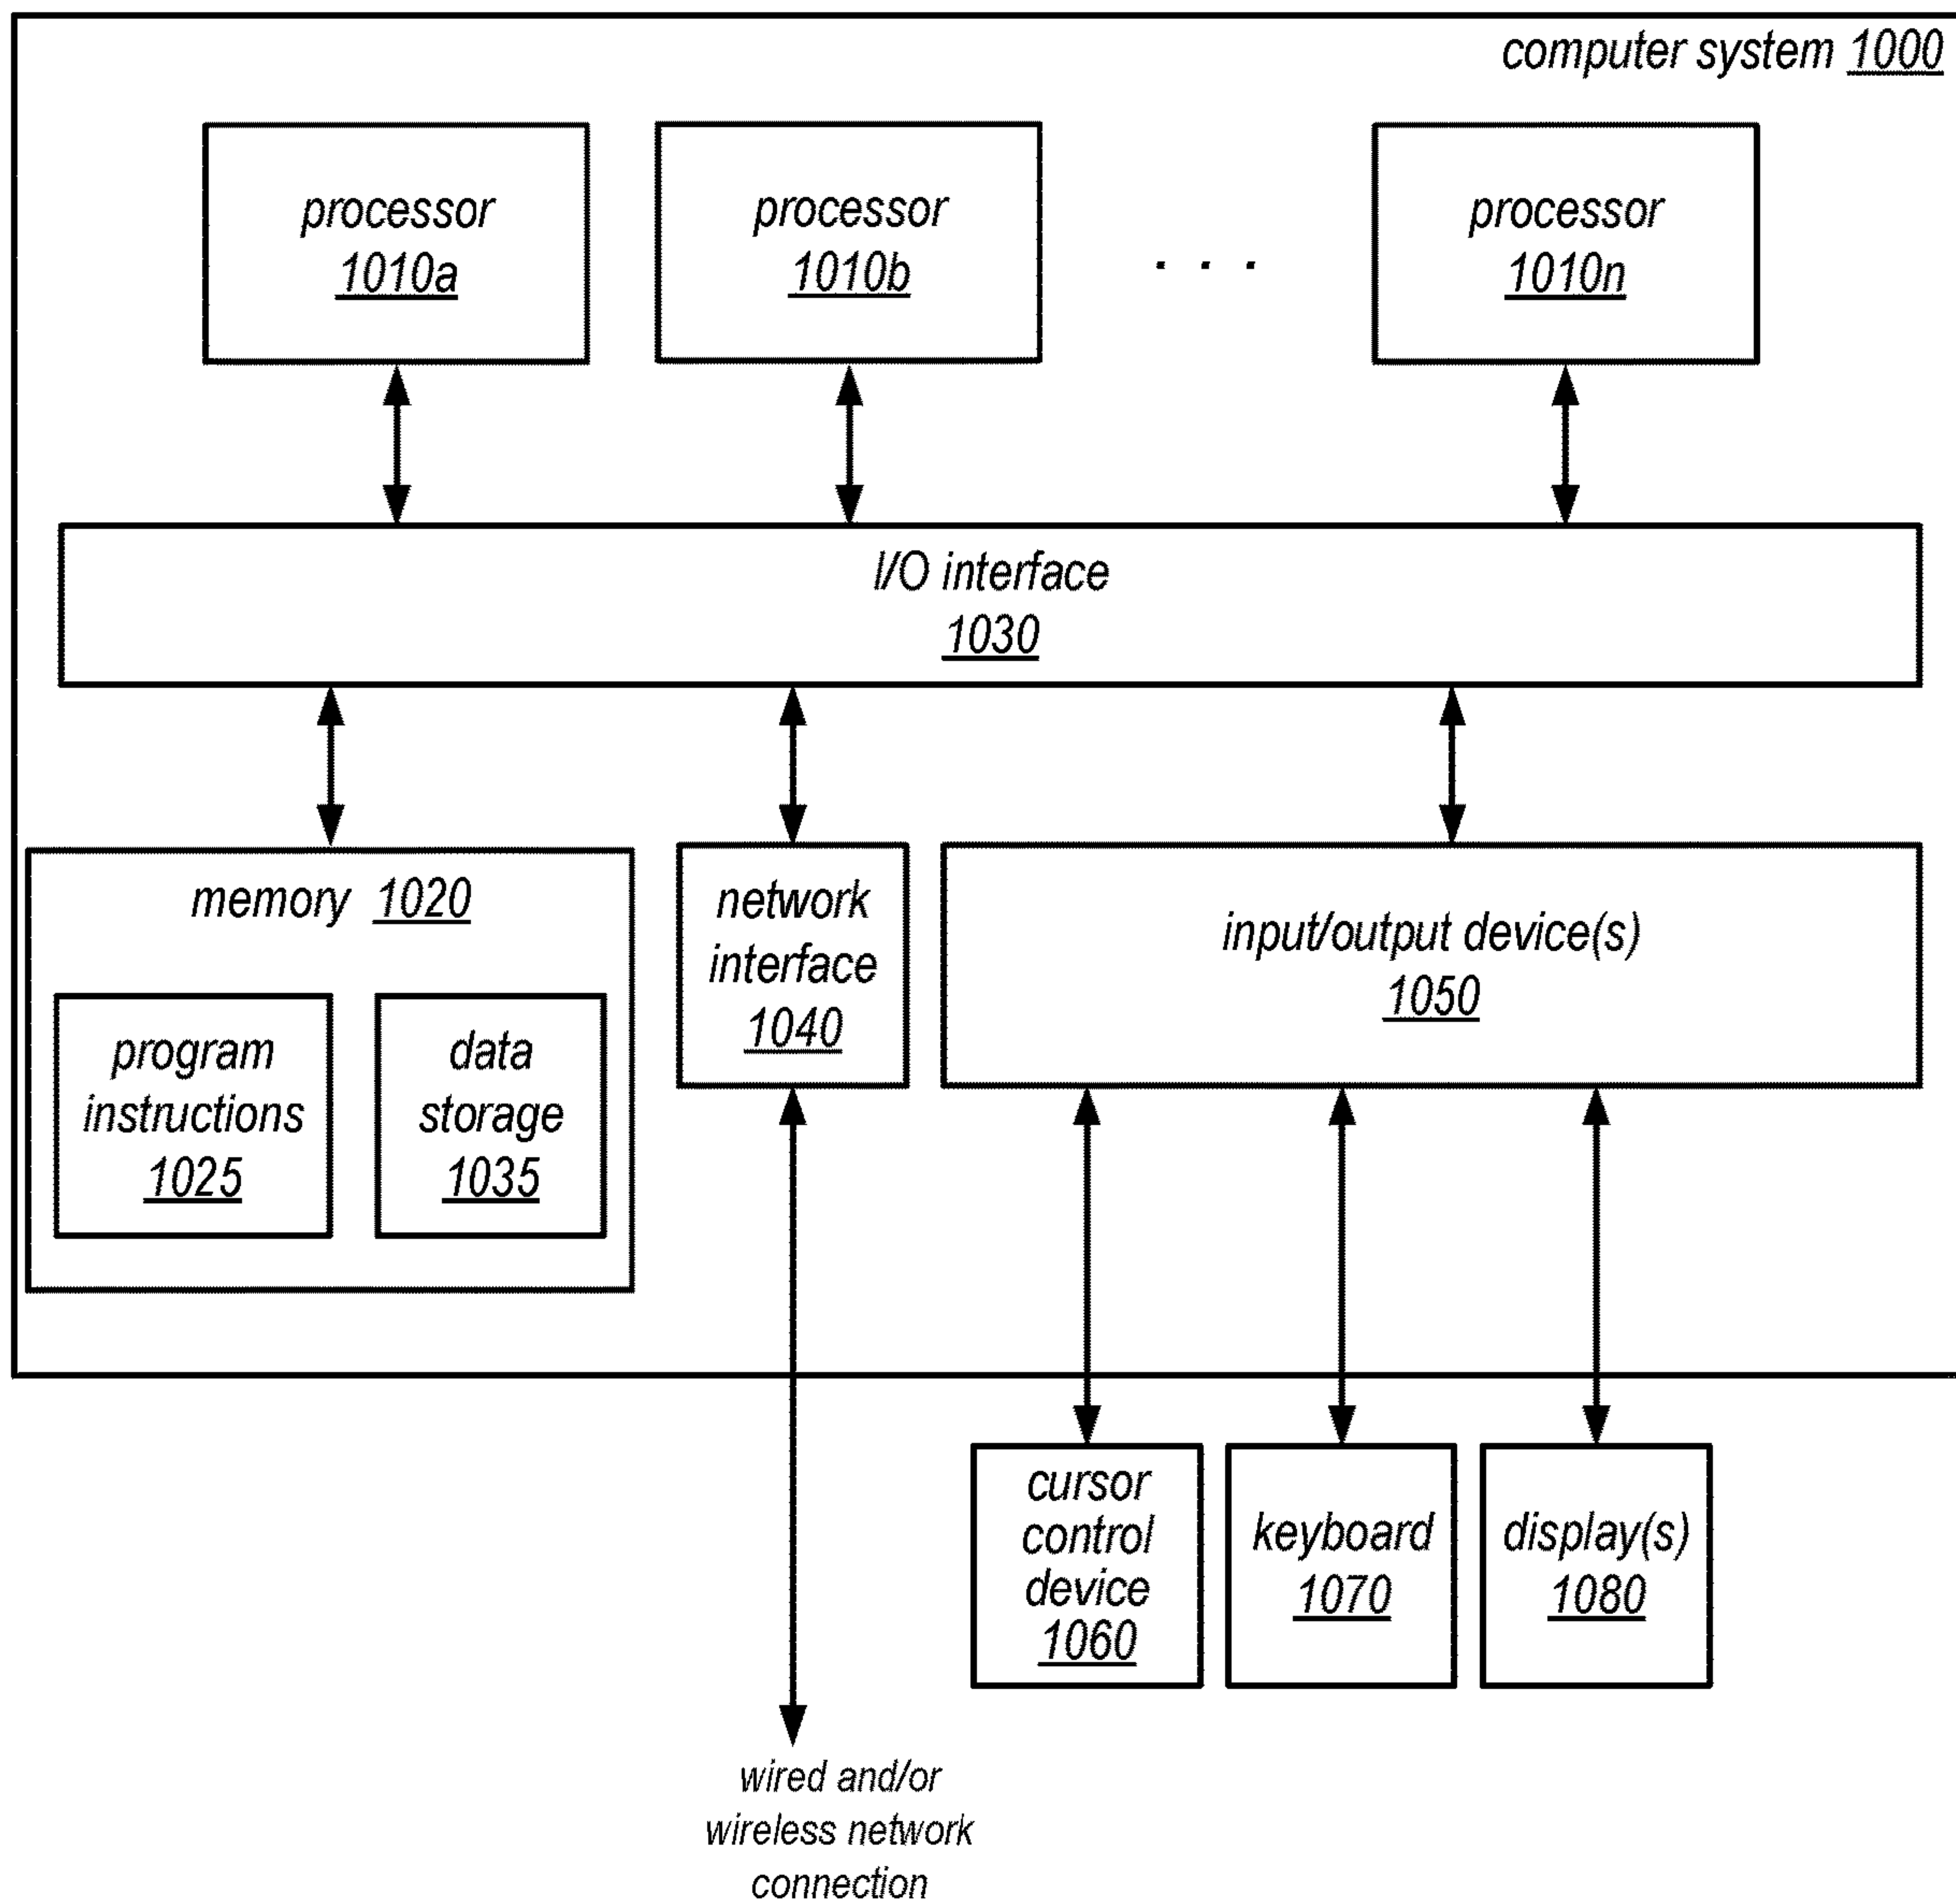 computer system 1000
processor
1010a
processor
1010b
. . .
processor
1010n
I/O interface
1030
memory 1020
program
instructions
1025
data
storage
1035
network
interface
1040
input/output device(s)
1050
cursor
control
device
1060
keyboard
1070
display(s)
1080
wired and/or
wireless network
connection